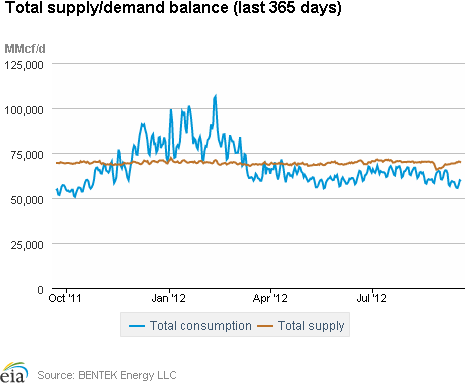 Total supply/demand balance (last 365 days)
MMcf/d
125,000
100,000
75,000
50,000
25,000
0
Oct '11 Jan '12 Apr '12 Jul '12
Total consumption Total supply
eia Source: BENTEK Energy LLC